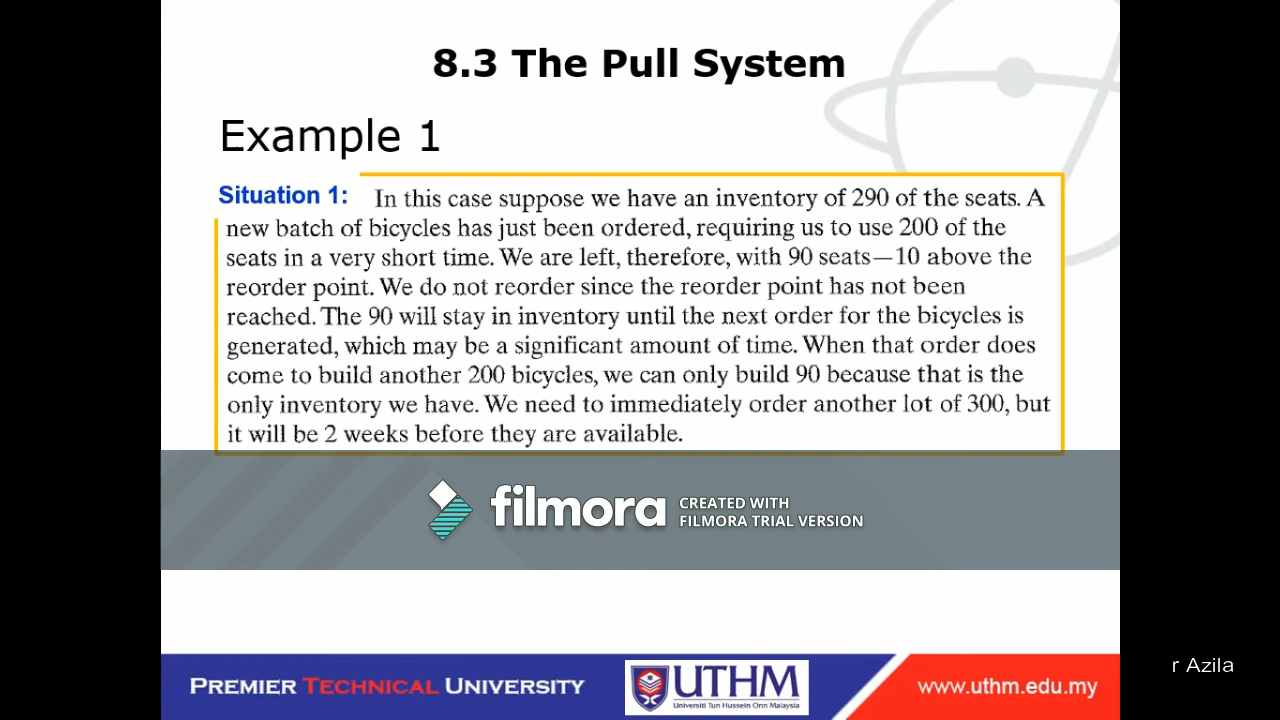 8.3 The Pull System
Example 1
Situation 1: In this case suppose we have an inventory of 290 of the seats. A
new batch of bicycles has just been ordered, requiring us to use 200 of the
seats in a very short time. We are left, therefore, with 90 seats—10 above the
reorder point. We do not reorder since the reorder point has not been
reached. The 90 will stay in inventory until the next order for the bicycles is
generated, which may be a significant amount of time. When that order does
come to build another 200 bicycles, we can only build 90 because that is the
only inventory we have. We need to immediately order another lot of 300, but
it will be 2 weeks before they are available.
filmora
CREATED WITH
FILMORA TRIAL VERSION
r Azila
PREMIER TECHNICAL UNIVERSITY
UTHM
Universiti Tun Hussein Onn Malaysia
www.uthm.edu.my